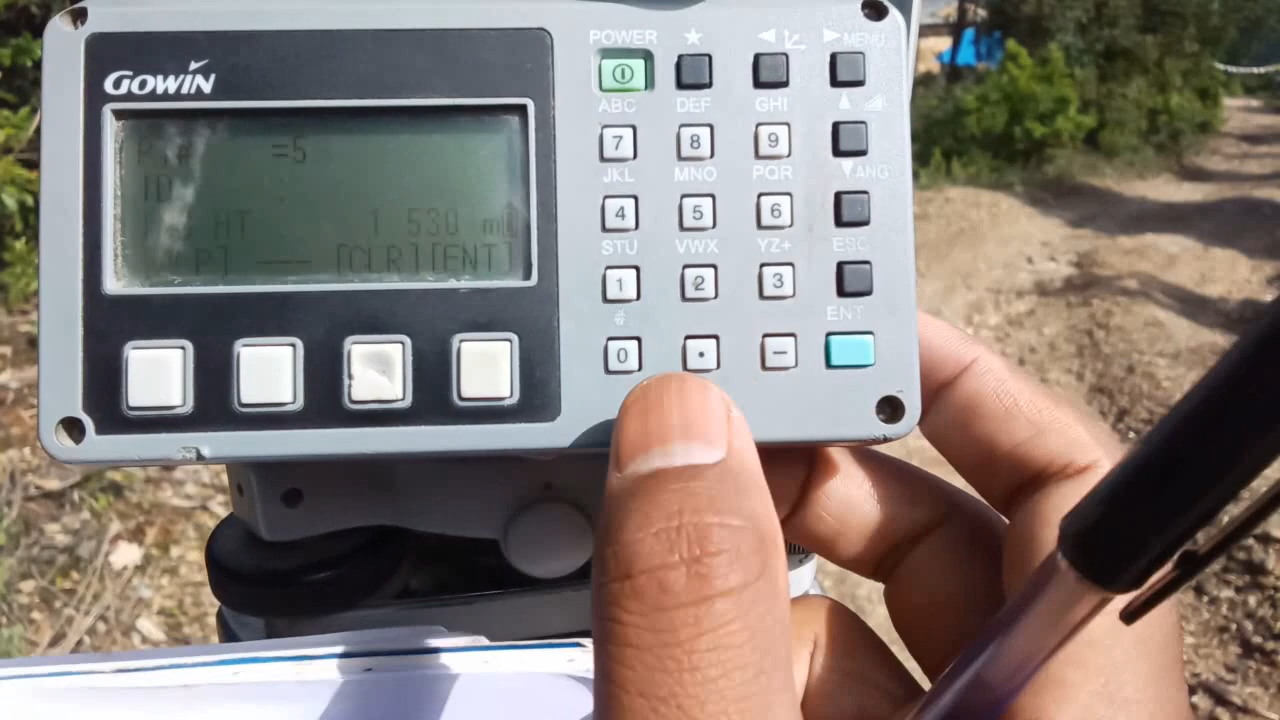 GOWIN
=5
ID
HT 1 530 m
P] [CLR][ENT]
POWER ★ ◄ ► MENU
ABC DEF GHI ▲
7 8 9
JKL MNO PQR ▼ANG
4 5 6
STU VWX YZ+ ESC
1 2 3
# ENT
0 • −